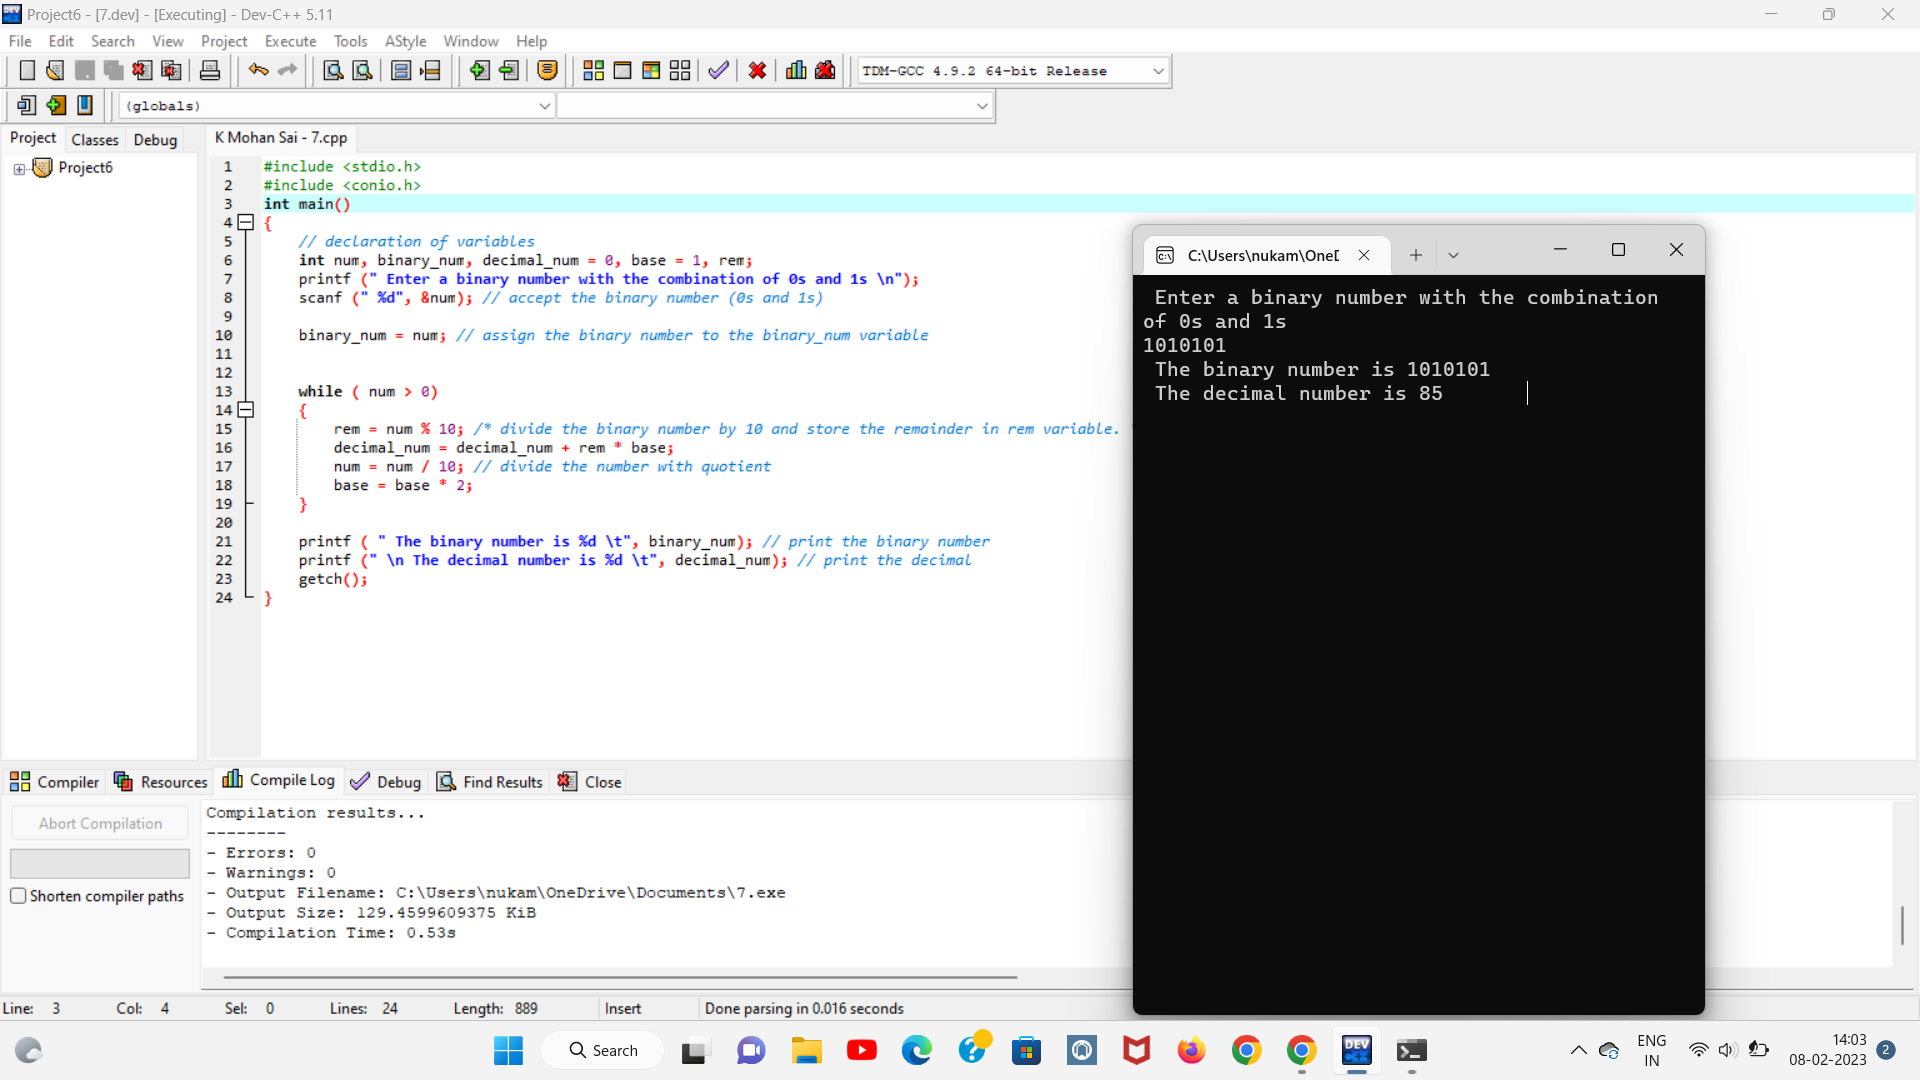 Project6 - [7.dev] - [Executing] - Dev-C++ 5.11
File Edit Search View Project Execute Tools AStyle Window Help
TDM-GCC 4.9.2 64-bit Release
(globals)
Project Classes Debug
K Mohan Sai - 7.cpp
Project6
1 #include <stdio.h>
2 #include <conio.h>
3 int main()
4 {
5 // declaration of variables
6 int num, binary_num, decimal_num = 0, base = 1, rem;
7 printf (" Enter a binary number with the combination of 0s and 1s \n");
8 scanf (" %d", &num); // accept the binary number (0s and 1s)
9
10 binary_num = num; // assign the binary number to the binary_num variable
11
12
13 while ( num > 0)
14 {
15 rem = num % 10; /* divide the binary number by 10 and store the remainder in rem variable.
16 decimal_num = decimal_num + rem * base;
17 num = num / 10; // divide the number with quotient
18 base = base * 2;
19 }
20
21 printf ( " The binary number is %d \t", binary_num); // print the binary number
22 printf (" \n The decimal number is %d \t", decimal_num); // print the decimal
23 getch();
24 }
C:\Users\nukam\OneD
Enter a binary number with the combination
of 0s and 1s
1010101
The binary number is 1010101
The decimal number is 85
Compiler Resources Compile Log Debug Find Results Close
Abort Compilation
Shorten compiler paths
Compilation results...
--------
- Errors: 0
- Warnings: 0
- Output Filename: C:\Users\nukam\OneDrive\Documents\7.exe
- Output Size: 129.4599609375 KiB
- Compilation Time: 0.53s
Line: 3 Col: 4 Sel: 0 Lines: 24 Length: 889 Insert Done parsing in 0.016 seconds
Search
DEV
C++
ENG
IN
14:03
08-02-2023
2